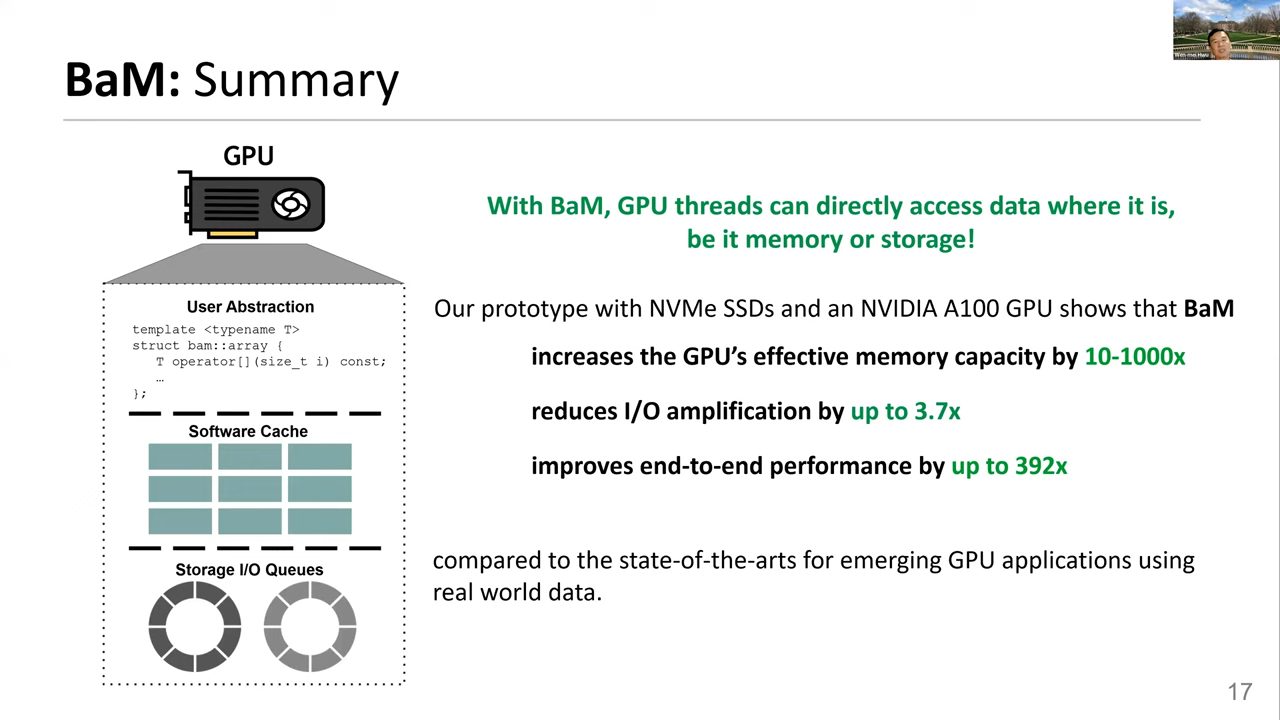 BaM: Summary
Wen-mei Hwu
GPU
User Abstraction
template <typename T>
struct bam::array {
T operator[](size_t i) const;
…
};
Software Cache
Storage I/O Queues
With BaM, GPU threads can directly access data where it is,
be it memory or storage!
Our prototype with NVMe SSDs and an NVIDIA A100 GPU shows that BaM
increases the GPU’s effective memory capacity by 10-1000x
reduces I/O amplification by up to 3.7x
improves end-to-end performance by up to 392x
compared to the state-of-the-arts for emerging GPU applications using
real world data.
17